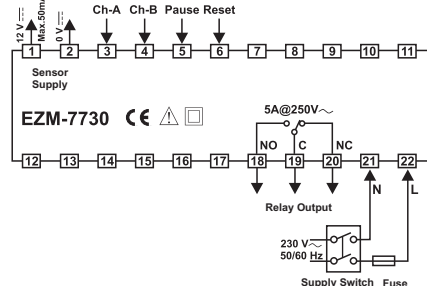 12 V
Max.50mA
0 V
Ch-A Ch-B Pause Reset
1 2 3 4 5 6 7 8 9 10 11
Sensor
Supply
EZM-7730 CE
5A@250V~
NO C NC
12 13 14 15 16 17 18 19 20 21 22
N L
Relay Output
230 V~
50/60 Hz
Supply Switch Fuse